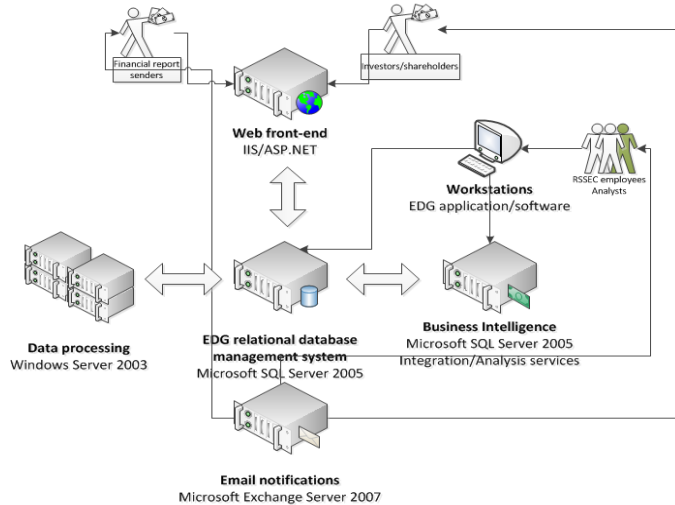 Financial report
senders
Investors/shareholders
Web front-end
IIS/ASP.NET
RSSEC employees
Analysts
Workstations
EDG application/software
Data processing
Windows Server 2003
EDG relational database
management system
Microsoft SQL Server 2005
Business Intelligence
Microsoft SQL Server 2005
Integration/Analysis services
Email notifications
Microsoft Exchange Server 2007